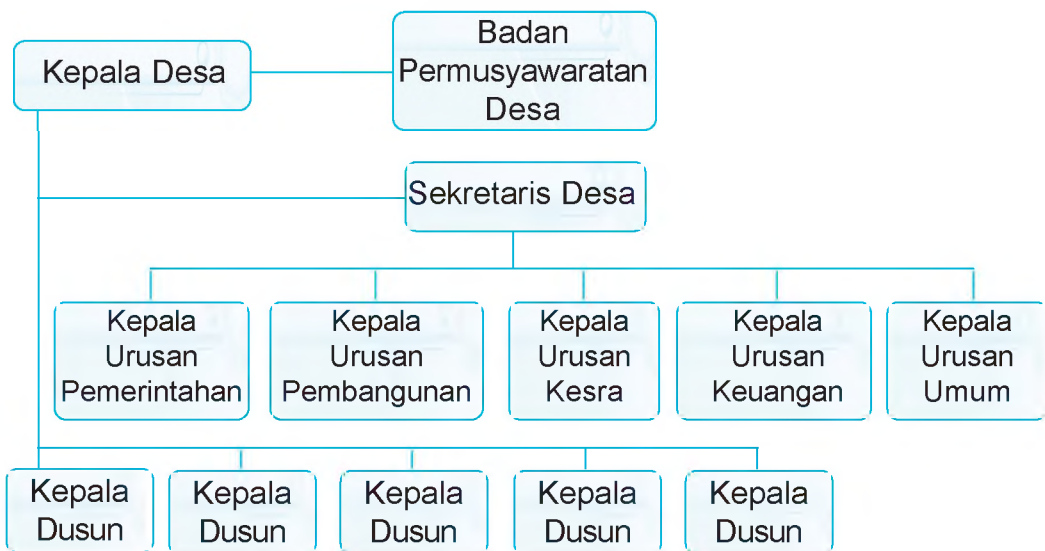 Kepala Desa
Badan
Permusyawaratan
Desa
Sekretaris Desa
Kepala
Urusan
Pemerintahan
Kepala
Urusan
Pembangunan
Kepala
Urusan
Kesra
Kepala
Urusan
Keuangan
Kepala
Urusan
Umum
Kepala
Dusun
Kepala
Dusun
Kepala
Dusun
Kepala
Dusun
Kepala
Dusun